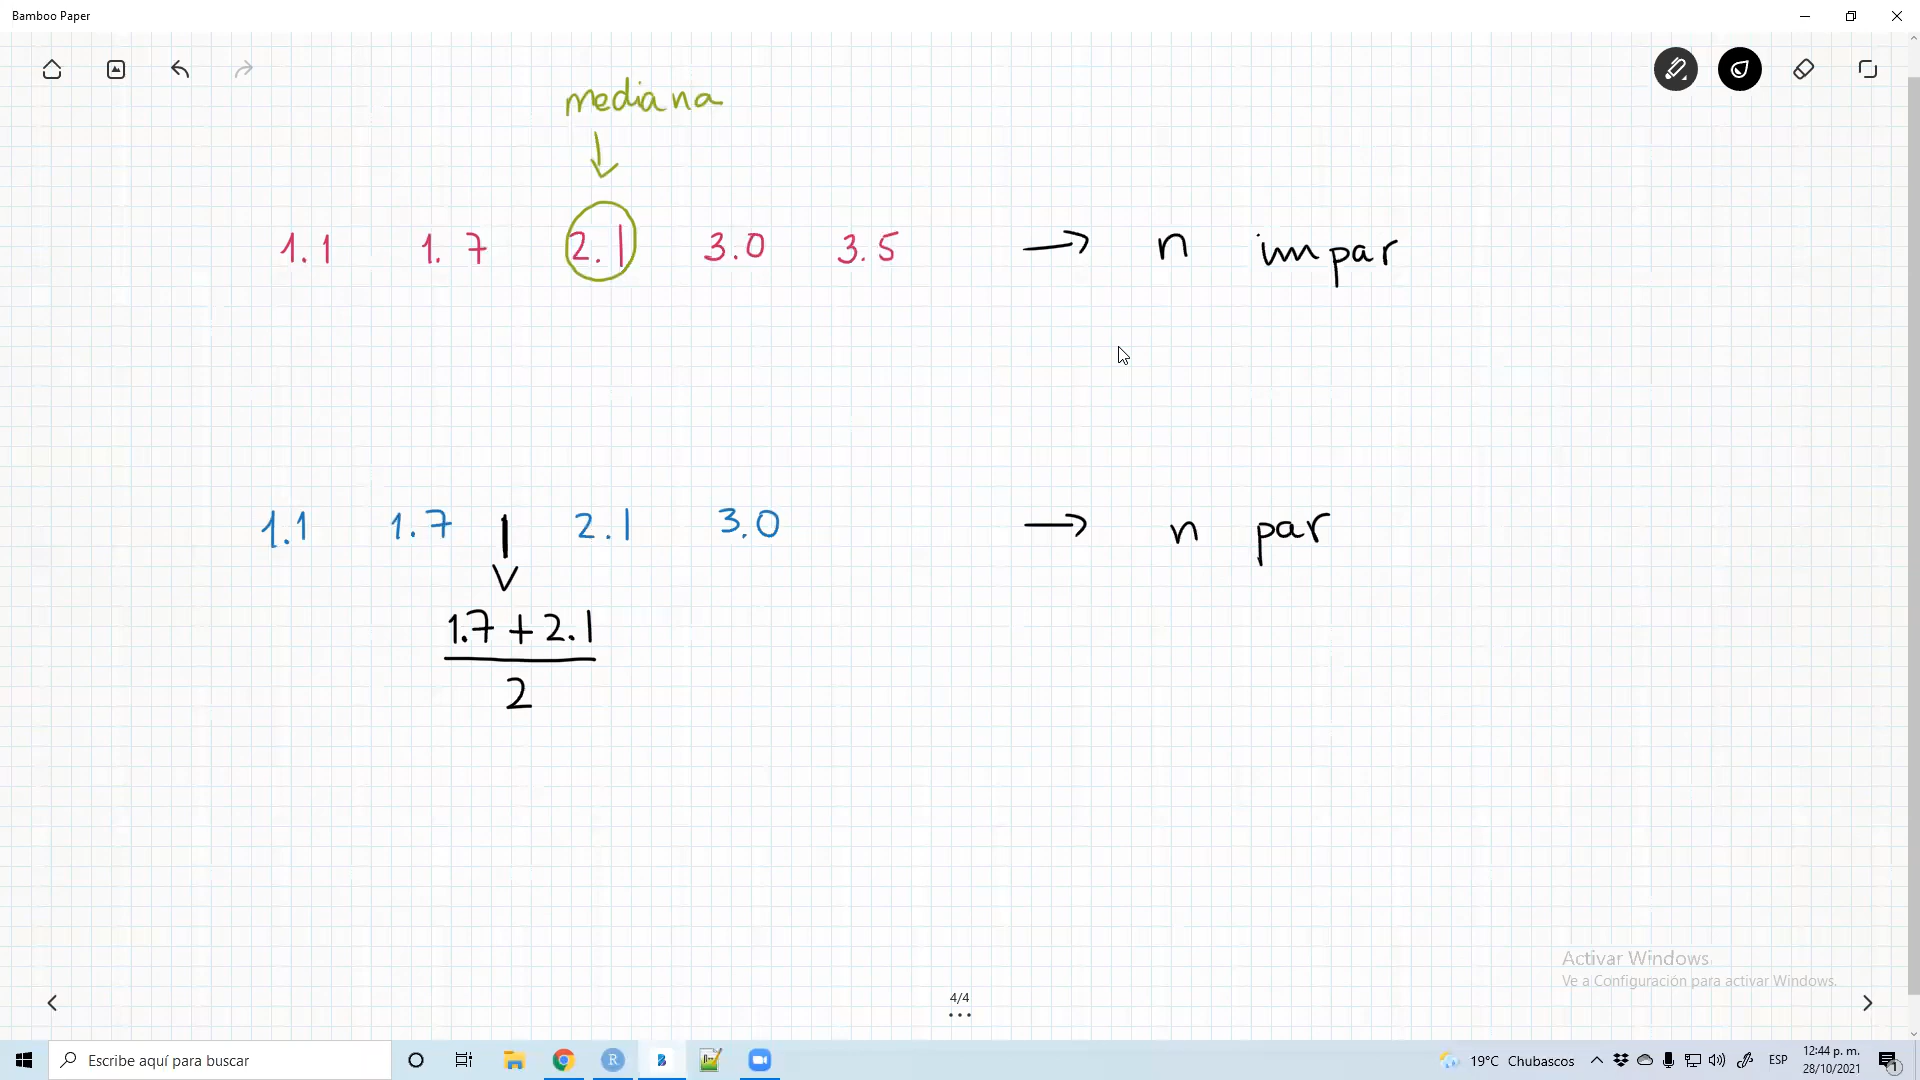 Bamboo Paper
mediana
1.1 1.7 2.1 3.0 3.5 → n impar
1.1 1.7 2.1 3.0 → n par
1.7 + 2.1
2
Activar Windows
Ve a Configuración para activar Windows.
4/4
Escribe aquí para buscar
19°C Chubascos
ESP
12:44 p. m.
28/10/2021
1